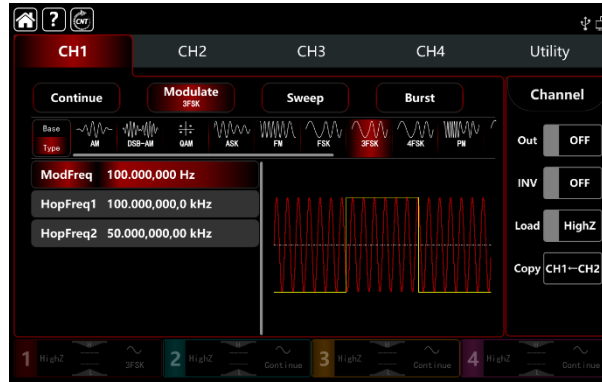 ? CNT
CH1 CH2 CH3 CH4 Utility
Continue Modulate Sweep Burst Channel
3FSK
Base
Type AM DSB-AM QAM ASK FM FSK 3FSK 4FSK PM
Out OFF
ModFreq 100.000,000 Hz
INV OFF
HopFreq1 100.000,000,0 kHz
Load HighZ
HopFreq2 50.000,000,00 kHz
Copy CH1←CH2
1 HighZ 3FSK 2 HighZ Continue 3 HighZ Continue 4 HighZ Continue